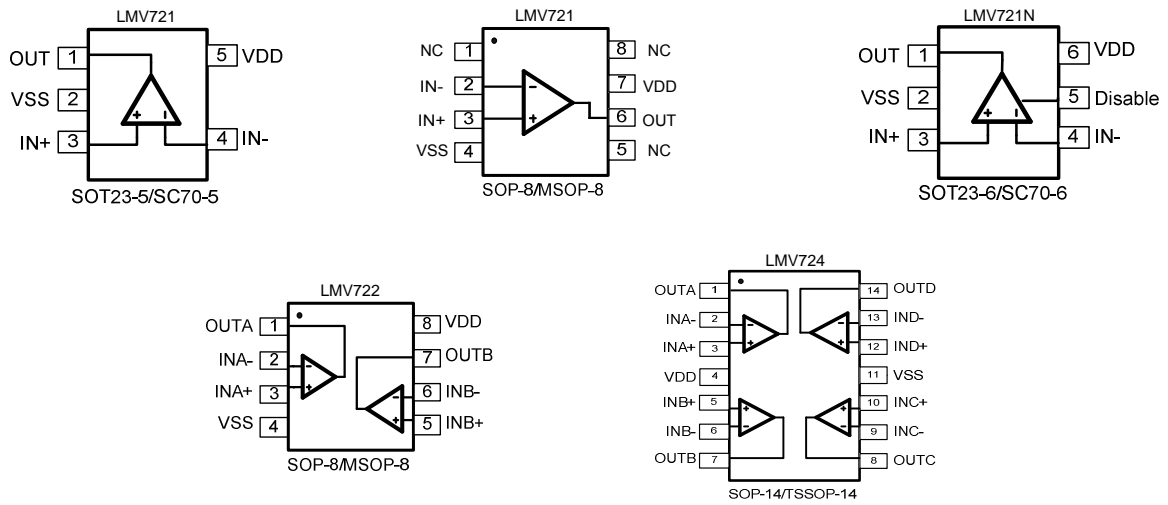 LMV721
OUT 1
5 VDD
VSS 2
IN+ 3
4 IN-
+ -
SOT23-5/SC70-5
LMV721
NC 1
8 NC
IN- 2
-
7 VDD
IN+ 3
+
6 OUT
VSS 4
5 NC
SOP-8/MSOP-8
LMV721N
OUT 1
6 VDD
VSS 2
5 Disable
IN+ 3
4 IN-
+ -
SOT23-6/SC70-6
LMV722
OUTA 1
8 VDD
INA- 2
-
7 OUTB
INA+ 3
+
6 INB-
-
VSS 4
5 INB+
+
SOP-8/MSOP-8
LMV724
OUTA 1
14 OUTD
INA- 2
-
13 IND-
-
INA+ 3
+
12 IND+
+
VDD 4
11 VSS
INB+ 5
+
10 INC+
+
INB- 6
-
9 INC-
-
OUTB 7
8 OUTC
SOP-14/TSSOP-14